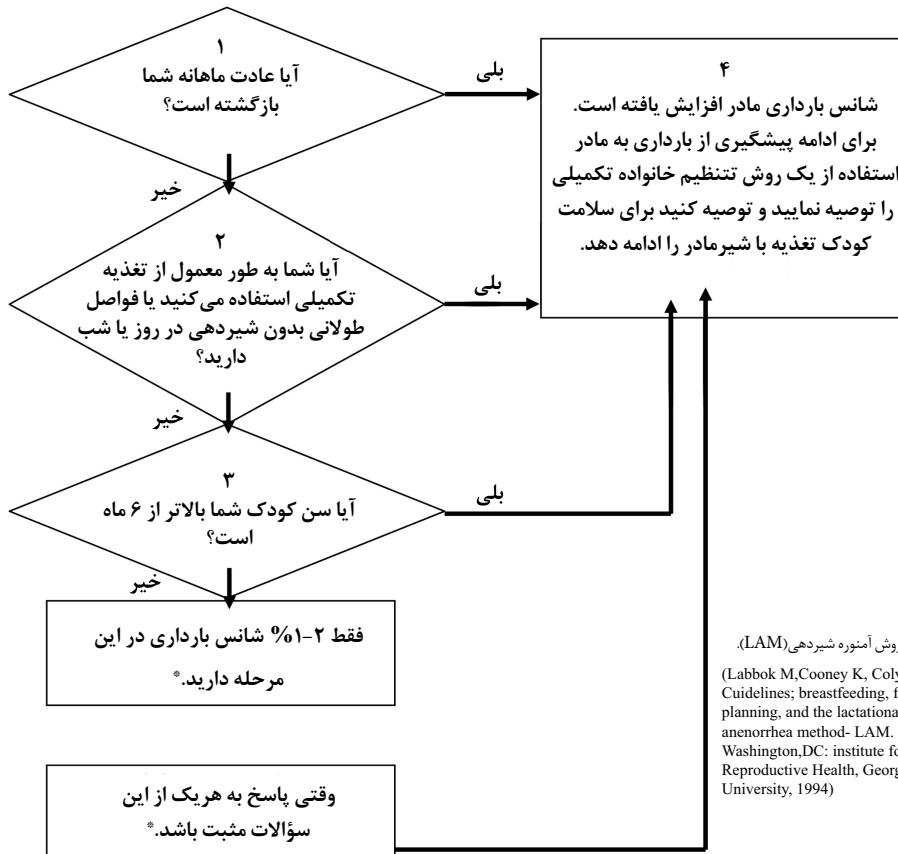 ۱
آیا عادت ماهانه شما
بازگشته است؟
بلی
خیر
۲
آیا شما به طور معمول از تغذیه
تکمیلی استفاده می‌کنید یا فواصل
طولانی بدون شیردهی در روز یا شب
دارید؟
بلی
خیر
۳
آیا سن کودک شما بالاتر از ۶ ماه
است؟
بلی
خیر
فقط ۲-۱% شانس بارداری در این
مرحله دارید.*
وقتی پاسخ به هریک از این
سؤالات مثبت باشد.*
۴
شانس بارداری مادر افزایش یافته است.
برای ادامه پیشگیری از بارداری به مادر
استفاده از یک روش تتنظیم خانواده تکمیلی
را توصیه نمایید و توصیه کنید برای سلامت
کودک تغذیه با شیرمادر را ادامه دهد.
روش آمنوره شیردهی(LAM).
(Labbok M,Cooney K, Coly
Cuidelines; breastfeeding, f
planning, and the lactationa
anenorrhea method- LAM.
Washington,DC: institute fo
Reproductive Health, Georg
University, 1994)